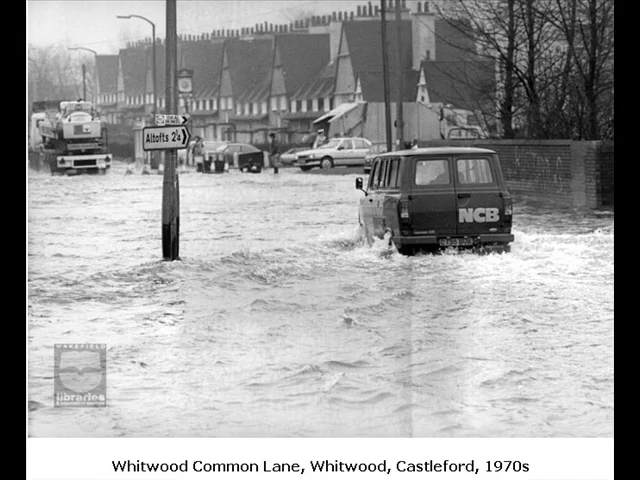 Altofts 2¼
NCB
WAKEFIELD
libraries
Whitwood Common Lane, Whitwood, Castleford, 1970s